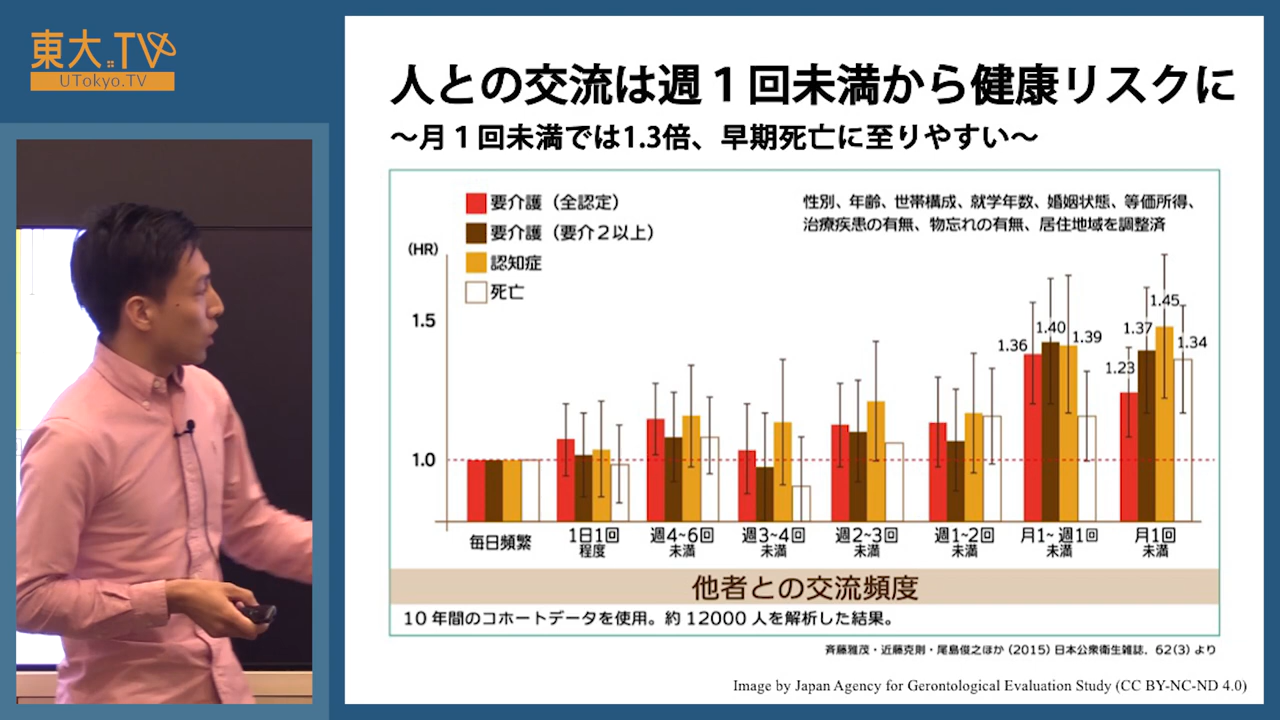 東大.TV
UTokyo.TV
人との交流は週1回未満から健康リスクに
～月1回未満では1.3倍、早期死亡に至りやすい～
要介護（全認定）
要介護（要介2以上）
認知症
死亡
性別、年齢、世帯構成、就学年数、婚姻状態、等価所得、
治療疾患の有無、物忘れの有無、居住地域を調整済
(HR)
1.5
1.0
1.36
1.40
1.39
1.23
1.37
1.45
1.34
毎日頻繁
1日1回
程度
週4~6回
未満
週3~4回
未満
週2~3回
未満
週1~2回
未満
月1~週1回
未満
月1回
未満
他者との交流頻度
10年間のコホートデータを使用。約12000人を解析した結果。
斉藤雅茂・近藤克則・尾島俊之ほか (2015) 日本公衆衛生雑誌、62(3) より
Image by Japan Agency for Gerontological Evaluation Study (CC BY-NC-ND 4.0)